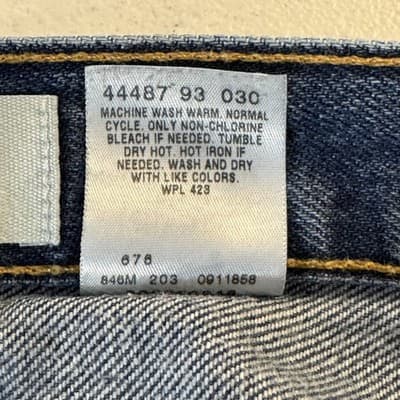 44487 93 030
MACHINE WASH WARM. NORMAL
CYCLE. ONLY NON-CHLORINE
BLEACH IF NEEDED. TUMBLE
DRY HOT. HOT IRON IF
NEEDED. WASH AND DRY
WITH LIKE COLORS.
WPL 423
676
846M 203 0911858